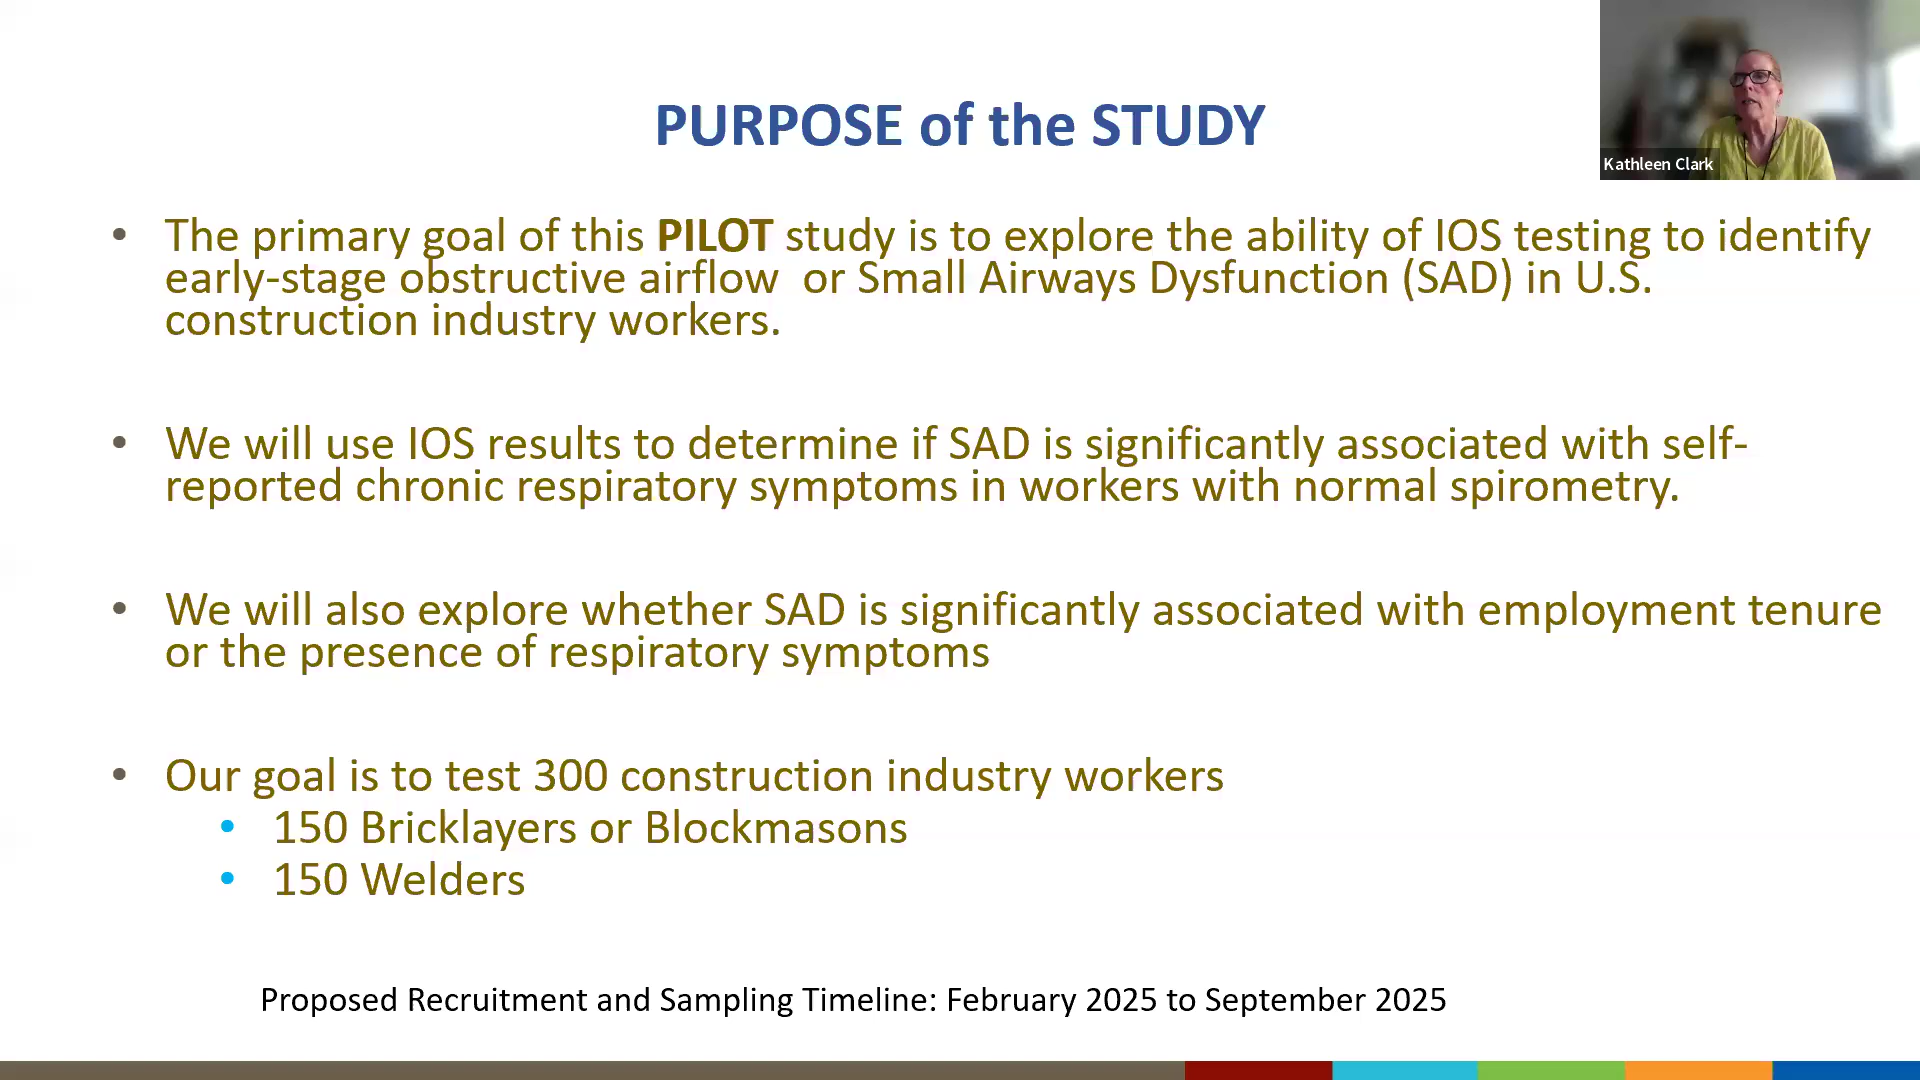 PURPOSE of the STUDY
Kathleen Clark
• The primary goal of this PILOT study is to explore the ability of IOS testing to identify
early-stage obstructive airflow  or Small Airways Dysfunction (SAD) in U.S.
construction industry workers.
• We will use IOS results to determine if SAD is significantly associated with self-
reported chronic respiratory symptoms in workers with normal spirometry.
• We will also explore whether SAD is significantly associated with employment tenure
or the presence of respiratory symptoms
• Our goal is to test 300 construction industry workers
• 150 Bricklayers or Blockmasons
• 150 Welders
Proposed Recruitment and Sampling Timeline: February 2025 to September 2025